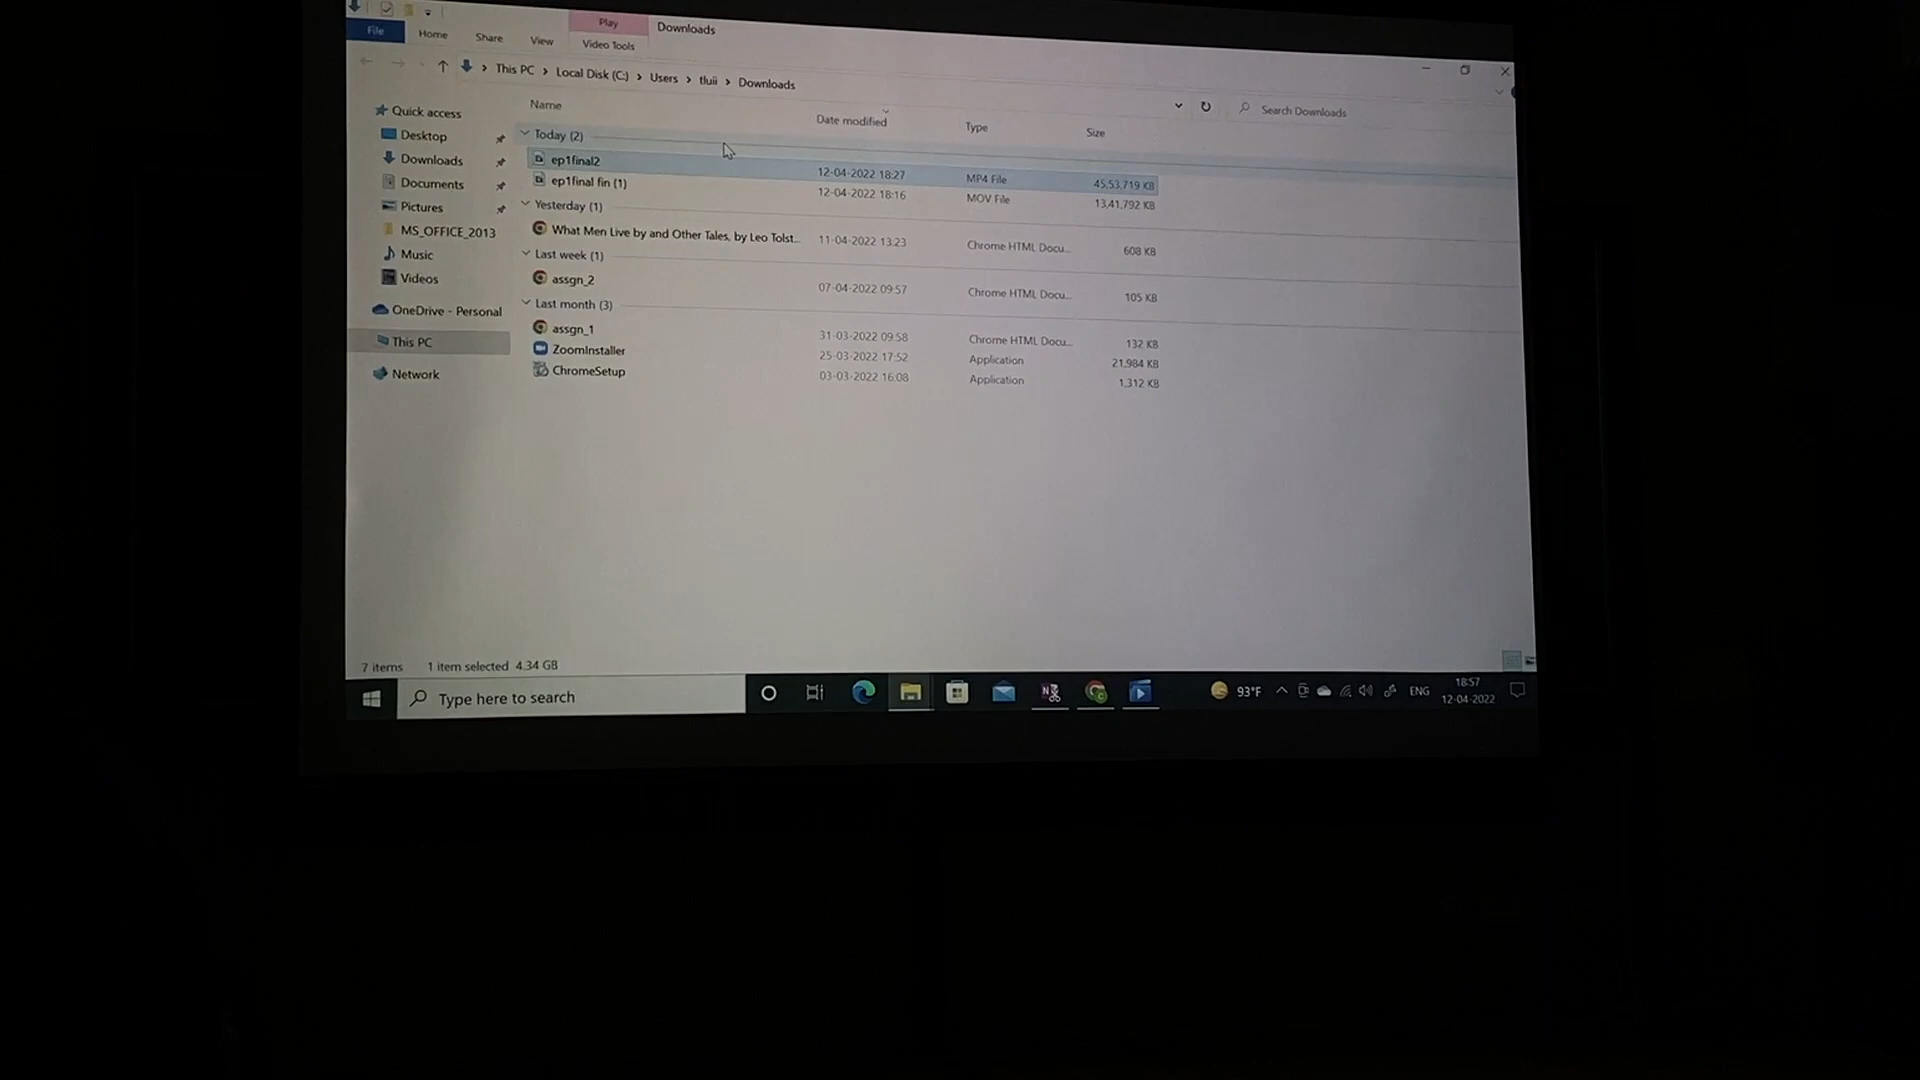 Play
Downloads
File
Home
Share
View
Video Tools
This PC > Local Disk (C:) > Users > tluii > Downloads
Search Downloads
Name
Date modified
Type
Size
Quick access
Desktop
Downloads
Documents
Pictures
MS_OFFICE_2013
Music
Videos
OneDrive - Personal
This PC
Network
Today (2)
ep1final2 12-04-2022 18:27 MP4 File 45,53,719 KB
ep1final fin (1) 12-04-2022 18:16 MOV File 13,41,792 KB
Yesterday (1)
What Men Live by and Other Tales, by Leo Tolst... 11-04-2022 13:23 Chrome HTML Docu... 608 KB
Last week (1)
assgn_2 07-04-2022 09:57 Chrome HTML Docu... 105 KB
Last month (3)
assgn_1 31-03-2022 09:58 Chrome HTML Docu... 132 KB
ZoomInstaller 25-03-2022 17:52 Application 21,984 KB
ChromeSetup 03-03-2022 16:08 Application 1,312 KB
7 items 1 item selected 4.34 GB
Type here to search
93°F
ENG
18:57
12-04-2022